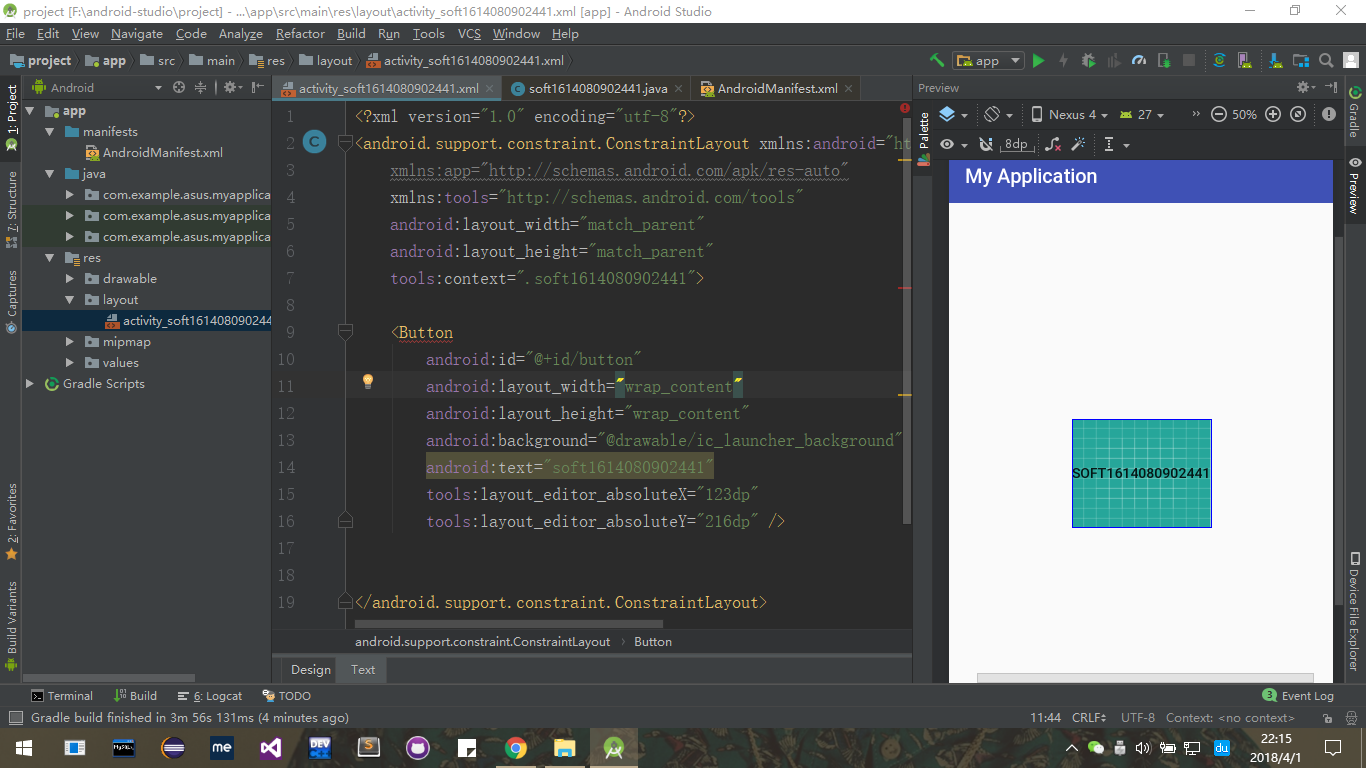 project [F:\android-studio\project] - ...\app\src\main\res\layout\activity_soft1614080902441.xml [app] - Android Studio
File Edit View Navigate Code Analyze Refactor Build Run Tools VCS Window Help
project app src main res layout activity_soft1614080902441.xml app
Android activity_soft1614080902441.xml soft1614080902441.java AndroidManifest.xml Preview
1: Project
7: Structure
Captures
2: Favorites
Build Variants
app
manifests
AndroidManifest.xml
java
com.example.asus.myapplica
com.example.asus.myapplica
com.example.asus.myapplica
res
drawable
layout
activity_soft161408090244
mipmap
values
Gradle Scripts
1 <?xml version="1.0" encoding="utf-8"?>
2 <android.support.constraint.ConstraintLayout xmlns:android="ht
3 xmlns:app="http://schemas.android.com/apk/res-auto"
4 xmlns:tools="http://schemas.android.com/tools"
5 android:layout_width="match_parent"
6 android:layout_height="match_parent"
7 tools:context=".soft1614080902441">
8
9 <Button
10 android:id="@+id/button"
11 android:layout_width="wrap_content"
12 android:layout_height="wrap_content"
13 android:background="@drawable/ic_launcher_background"
14 android:text="soft1614080902441"
15 tools:layout_editor_absoluteX="123dp"
16 tools:layout_editor_absoluteY="216dp" />
17
18
19 </android.support.constraint.ConstraintLayout>
android.support.constraint.ConstraintLayout › Button
Design Text
Palette
Nexus 4 27 » 50%
8dp
My Application
SOFT1614080902441
Gradle
Preview
Device File Explorer
Terminal Build 6: Logcat TODO 3 Event Log
Gradle build finished in 3m 56s 131ms (4 minutes ago) 11:44 CRLF UTF-8 Context: <no context>
MySQL me DEV S du 22:15
2018/4/1